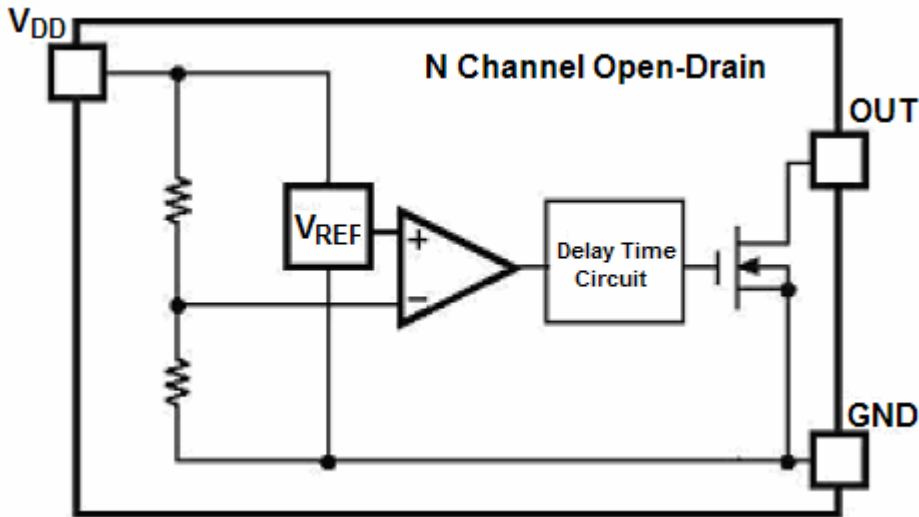 VDD
N Channel Open-Drain
OUT
VREF
+
−
Delay Time
Circuit
GND